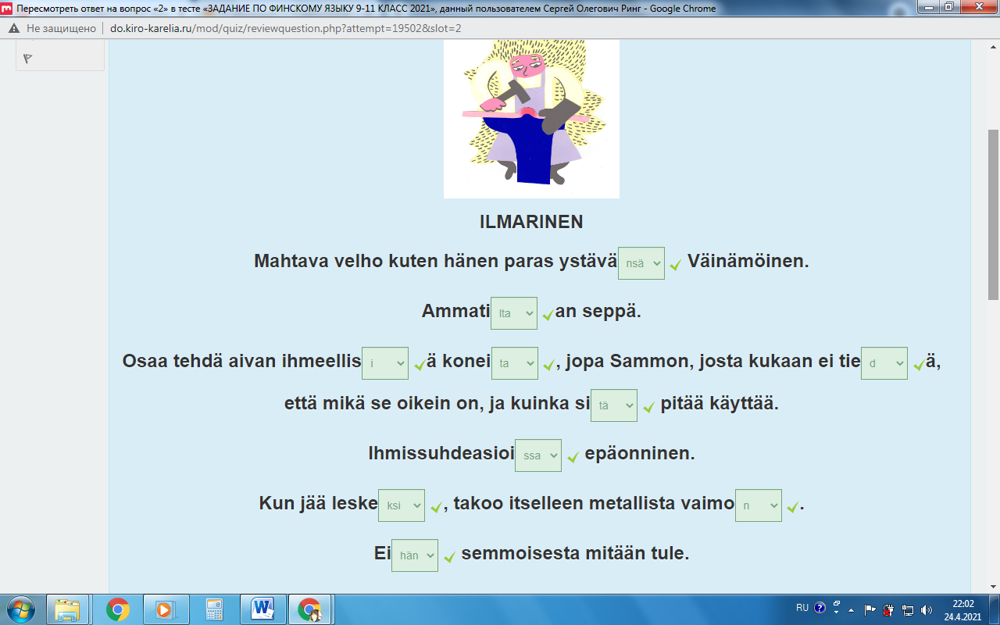 Пересмотреть ответ на вопрос «2» в тесте «ЗАДАНИЕ ПО ФИНСКОМУ ЯЗЫКУ 9-11 КЛАСС 2021», данный пользователем Сергей Олегович Ринг - Google Chrome
Не защищено do.kiro-karelia.ru/mod/quiz/reviewquestion.php?attempt=19502&slot=2
ILMARINEN
Mahtava velho kuten hänen paras ystävä nsä Väinämöinen.
Ammati lta an seppä.
Osaa tehdä aivan ihmeellis i ä konei ta , jopa Sammon, josta kukaan ei tie d ä,
että mikä se oikein on, ja kuinka si tä pitää käyttää.
Ihmissuhdeasioi ssa epäonninen.
Kun jää leske ksi , takoo itselleen metallista vaimo n .
Ei hän semmoisesta mitään tule.
RU 22:02
24.4.2021